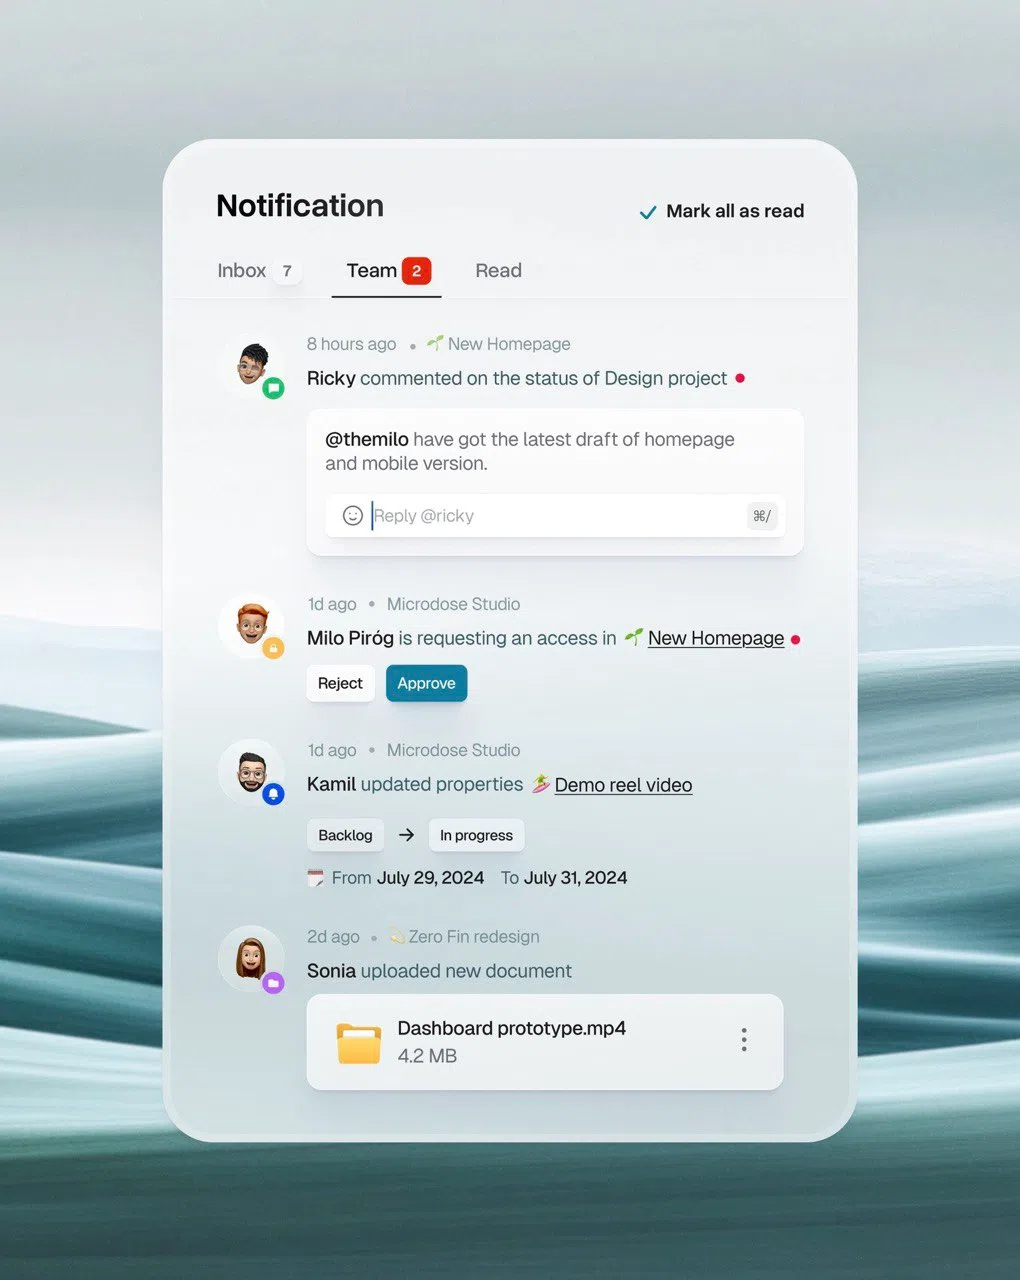 Notification
Mark all as read
Inbox 7
Team 2
Read
8 hours ago • New Homepage
Ricky commented on the status of Design project
@themilo have got the latest draft of homepage
and mobile version.
Reply @ricky
⌘/
1d ago • Microdose Studio
Milo Piróg is requesting an access in New Homepage
Reject
Approve
1d ago • Microdose Studio
Kamil updated properties Demo reel video
Backlog → In progress
From July 29, 2024 To July 31, 2024
2d ago • Zero Fin redesign
Sonia uploaded new document
Dashboard prototype.mp4
4.2 MB